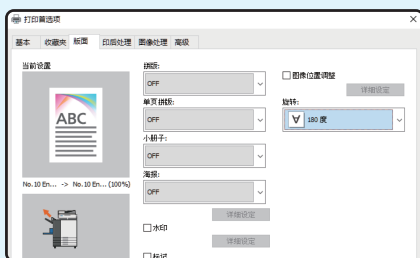 打印首选项
基本 收藏夹 版面 印后处理 图像处理 高级
当前设置
ABC
No. 10 En... -> No. 10 En... (100%)
拼版:
OFF
单页拼版:
OFF
小册子:
OFF
海报:
OFF
详细设定
水印
详细设定
标记
图像位置调整
详细设定
旋转:
180 度